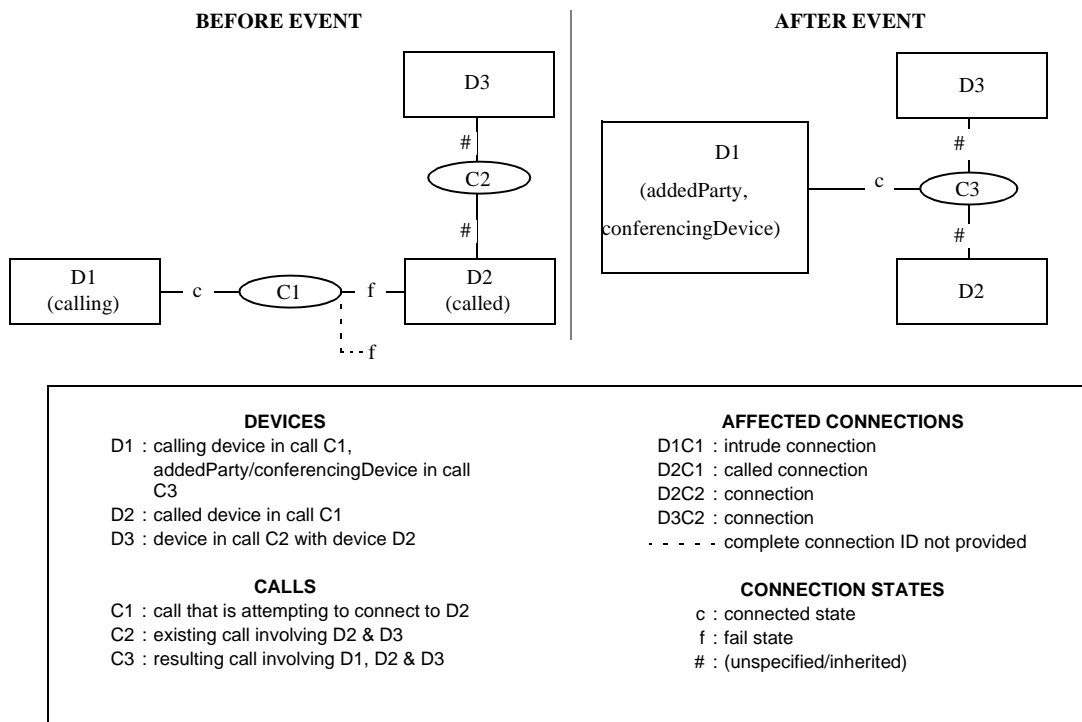 BEFORE EVENT
D3
#
C2
#
D1
(calling)
c
C1
f
D2
(called)
f
AFTER EVENT
D3
#
D1
(addedParty,
conferencingDevice)
c
C3
#
D2
DEVICES
D1 : calling device in call C1,
addedParty/conferencingDevice in call
C3
D2 : called device in call C1
D3 : device in call C2 with device D2
CALLS
C1 : call that is attempting to connect to D2
C2 : existing call involving D2 & D3
C3 : resulting call involving D1, D2 & D3
AFFECTED CONNECTIONS
D1C1 : intrude connection
D2C1 : called connection
D2C2 : connection
D3C2 : connection
- - - - - - complete connection ID not provided
CONNECTION STATES
c : connected state
f : fail state
# : (unspecified/inherited)